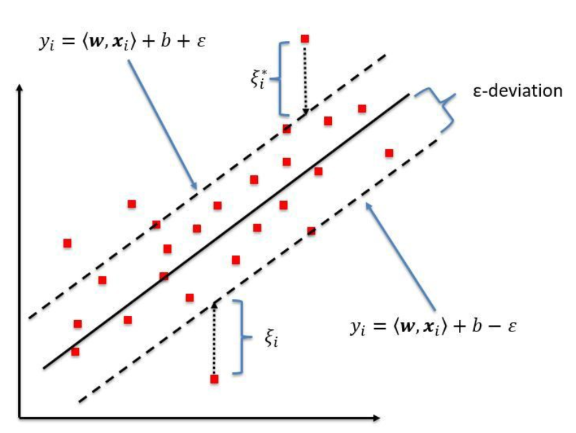 yᵢ = ⟨w, xᵢ⟩ + b + ε
ξᵢ*
ε-deviation
yᵢ = ⟨w, xᵢ⟩ + b − ε
ξᵢ